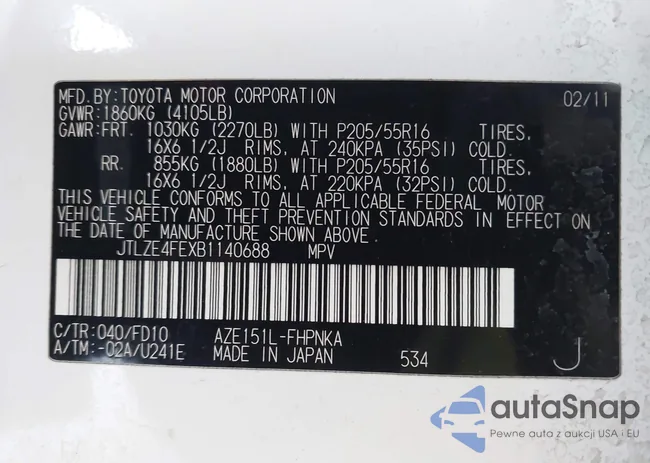 MFD.BY:TOYOTA MOTOR CORPORATION 02/11
GVWR:1860KG (4105LB)
GAWR:FRT. 1030KG (2270LB) WITH P205/55R16 TIRES,
16X6 1/2J RIMS, AT 240KPA (35PSI) COLD.
RR. 855KG (1880LB) WITH P205/55R16 TIRES,
16X6 1/2J RIMS, AT 220KPA (32PSI) COLD.
THIS VEHICLE CONFORMS TO ALL APPLICABLE FEDERAL MOTOR
VEHICLE SAFETY AND THEFT PREVENTION STANDARDS IN EFFECT ON
THE DATE OF MANUFACTURE SHOWN ABOVE.
JTLZE4FEXB1140688 MPV
C/TR:040/FD10 AZE151L-FHPNKA
A/TM:-02A/U241E MADE IN JAPAN 534 J
autaSnap
Pewne auta z aukcji USA i EU